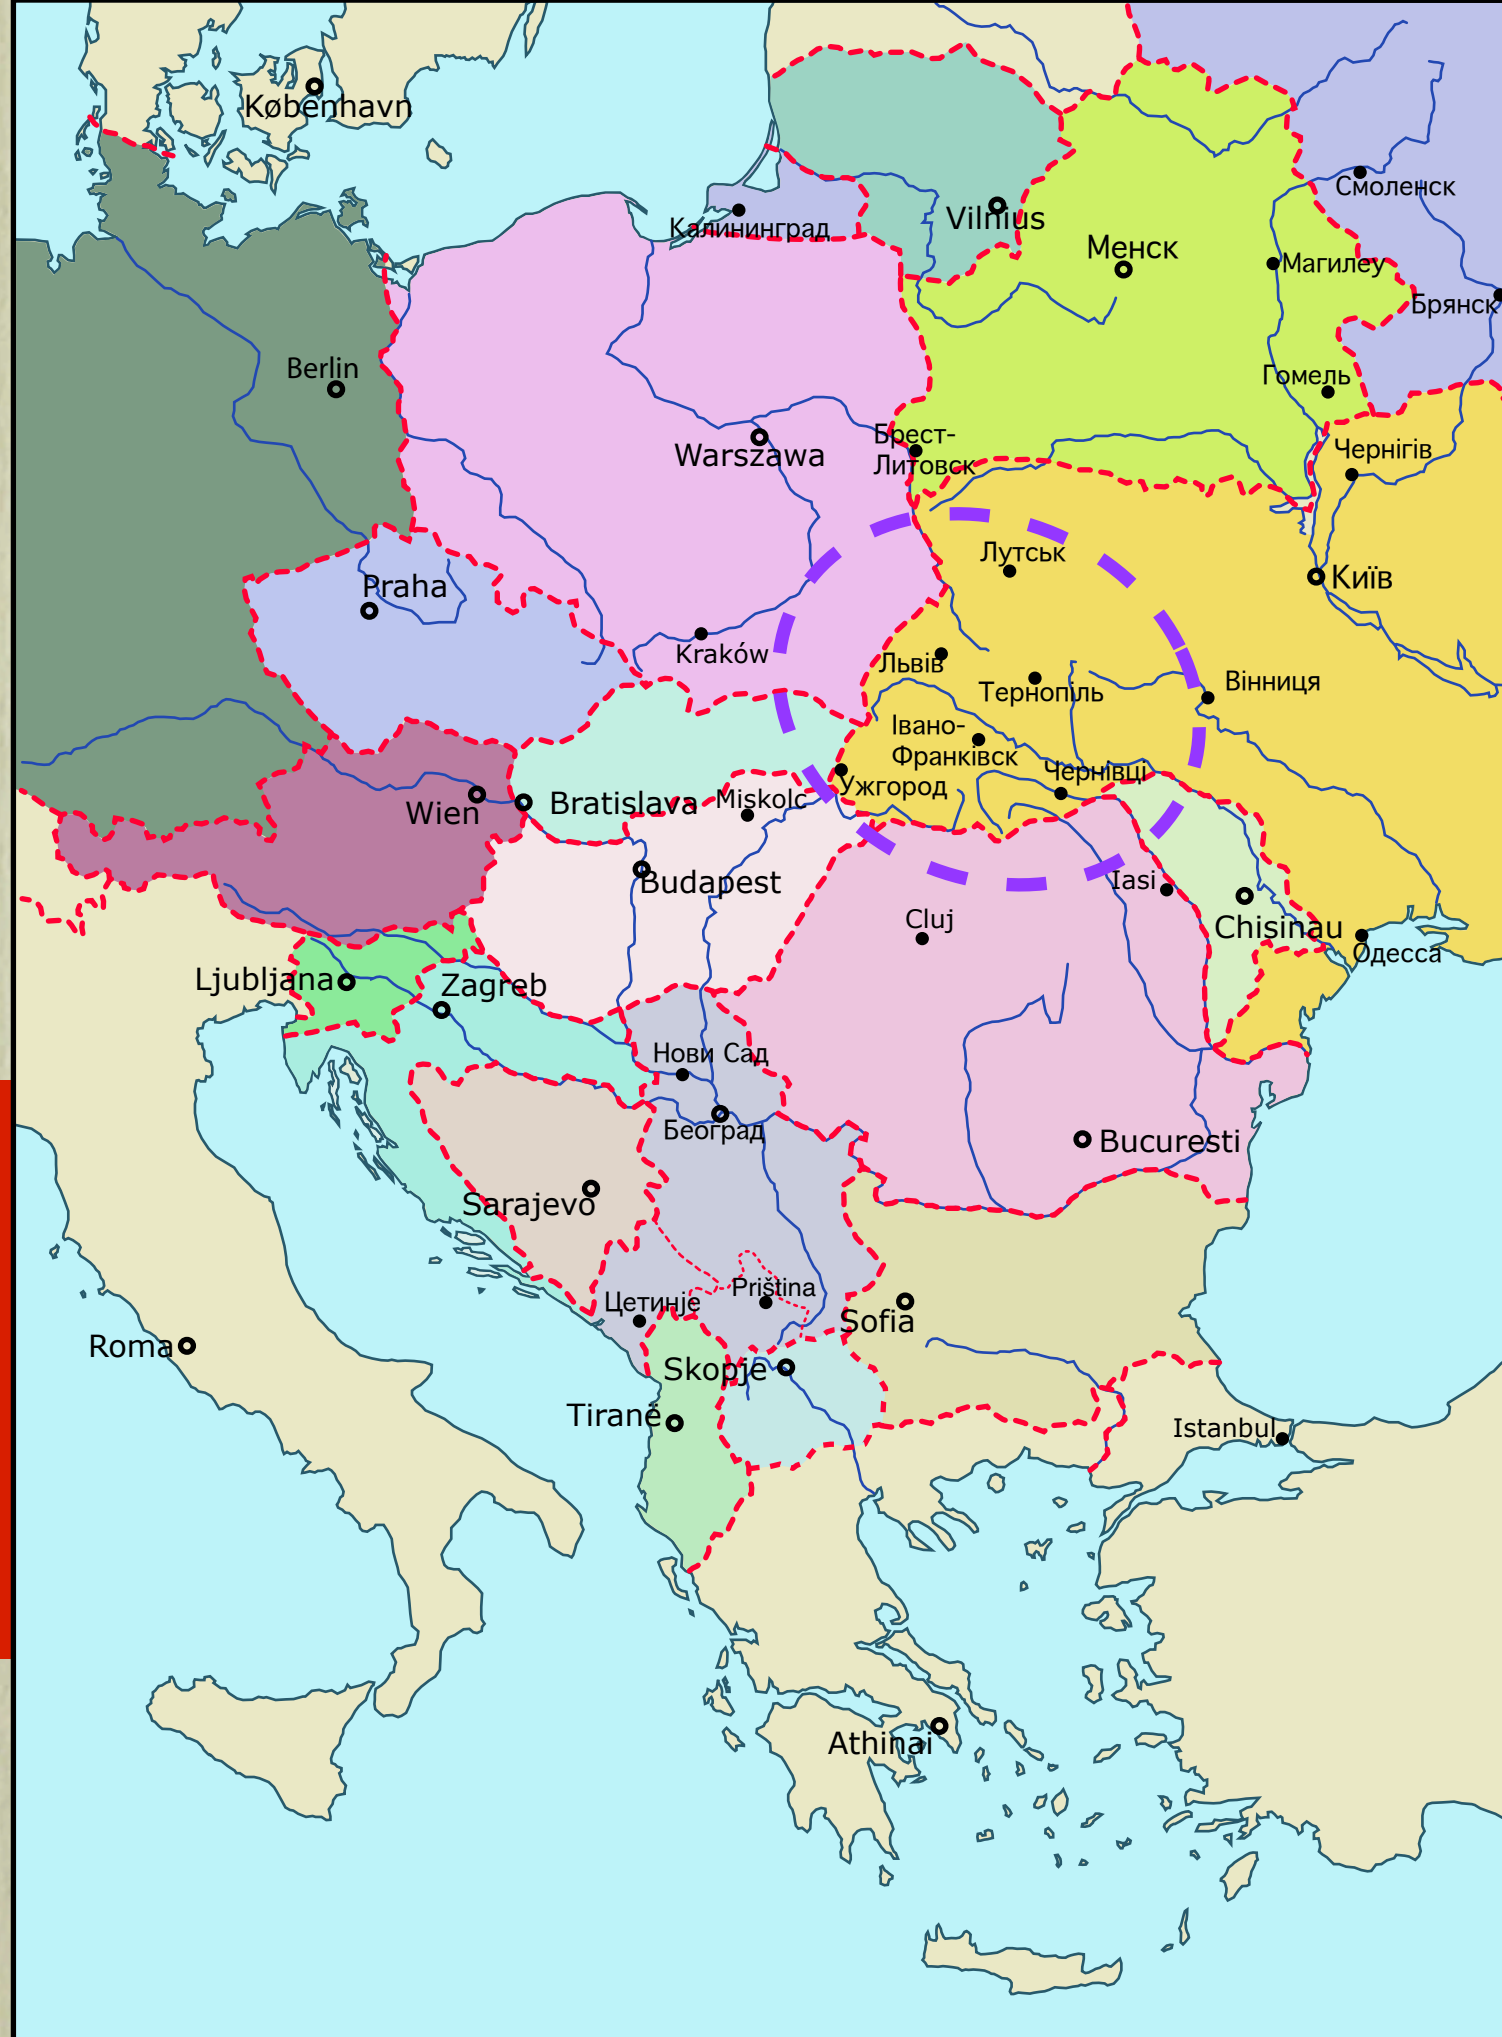 København
Смоленск
Калининград
Vilnius
Менск
Магилеу
Брянск
Berlin
Гомель
Warszawa
Брест-
Литовск
Чернігів
Лутськ
Київ
Praha
Kraków
Львів
Тернопіль
Вінниця
Івано-
Франківск
Чернівці
Ужгород
Wien
Bratislava
Miskolc
Budapest
Iasi
Cluj
Chisinau
Одесса
Ljubljana
Zagreb
Нови Сад
Београд
Bucuresti
Sarajevo
Priština
Цетинје
Sofia
Roma
Skopje
Tiranë
Istanbul
Athinai